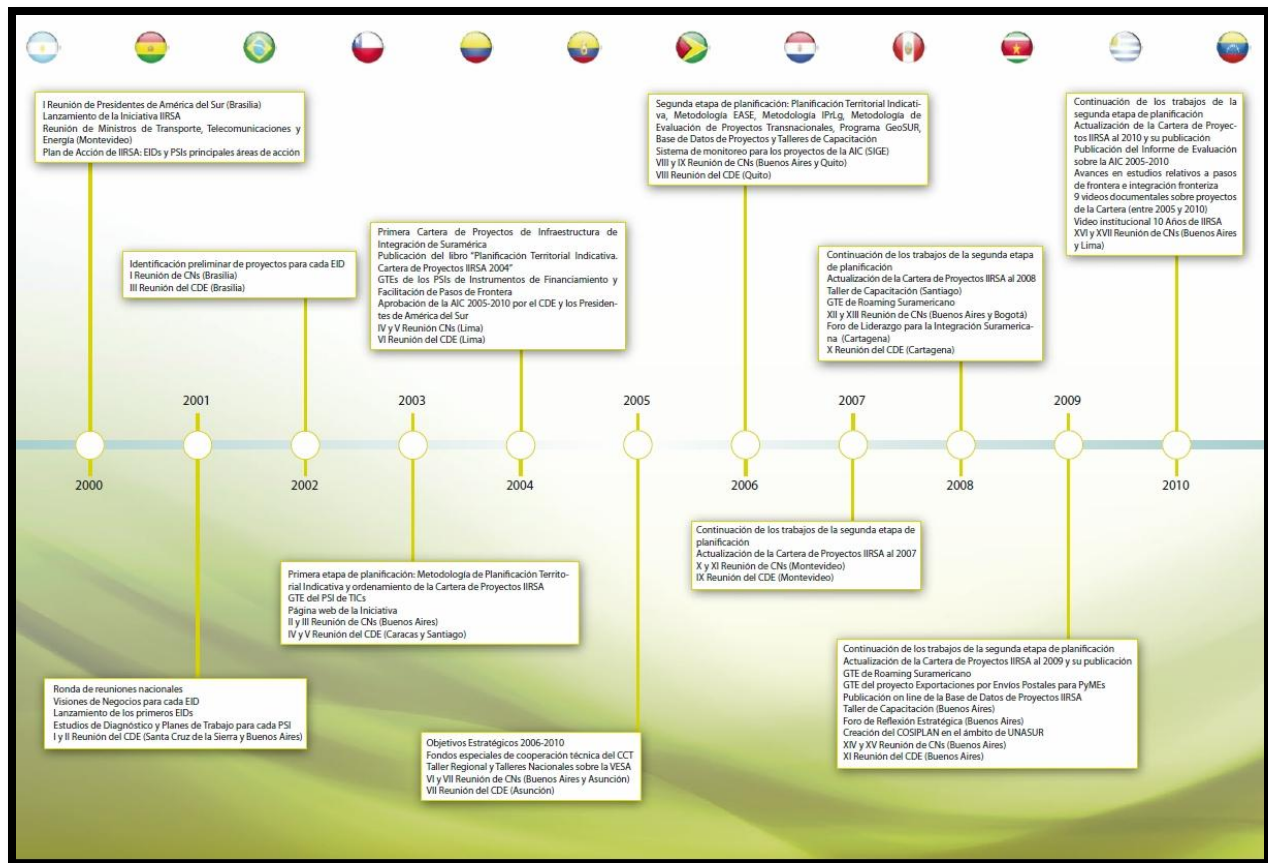 I Reunión de Presidentes de América del Sur (Brasilia)
Lanzamiento de la Iniciativa IIRSA
Reunión de Ministros de Transporte, Telecomunicaciones y
Energía (Montevideo)
Plan de Acción de IIRSA: EIDs y PSIs principales áreas de acción
Identificación preliminar de proyectos para cada EID
I Reunión de CNs (Brasilia)
III Reunión del CDE (Brasilia)
Primera Cartera de Proyectos de Infraestructura de
Integración de Suramérica
Publicación del libro "Planificación Territorial Indicativa.
Cartera de Proyectos IIRSA 2004"
GTEs de los PSIs de Instrumentos de Financiamiento y
Facilitación de Pasos de Frontera
Aprobación de la AIC 2005-2010 por el CDE y los Presiden-
tes de América del Sur
IV y V Reunión CNs (Lima)
VI Reunión del CDE (Lima)
Segunda etapa de planificación: Planificación Territorial Indicati-
va, Metodología EASE, Metodología IPrLg, Metodología de
Evaluación de Proyectos Transnacionales, Programa GeoSUR,
Base de Datos de Proyectos y Talleres de Capacitación
Sistema de monitoreo para los proyectos de la AIC (SIGE)
VIII y IX Reunión de CNs (Buenos Aires y Quito)
VIII Reunión del CDE (Quito)
Continuación de los trabajos de la segunda etapa
de planificación
Actualización de la Cartera de Proyectos IIRSA al 2008
Taller de Capacitación (Santiago)
GTE de Roaming Suramericano
XII y XIII Reunión de CNs (Buenos Aires y Bogotá)
Foro de Liderazgo para la Integración Suramerica-
na (Cartagena)
X Reunión del CDE (Cartagena)
Continuación de los trabajos de la
segunda etapa de planificación
Actualización de la Cartera de Proyec-
tos IIRSA al 2010 y su publicación
Publicación del Informe de Evaluación
sobre la AIC 2005-2010
Avances en estudios relativos a pasos
de frontera e integración fronteriza
9 videos documentales sobre proyectos
de la Cartera (entre 2005 y 2010)
Video institucional 10 Años de IIRSA
XVI y XVII Reunión de CNs (Buenos Aires
y Lima)
2001
2003
2005
2007
2009
2000
2002
2004
2006
2008
2010
Ronda de reuniones nacionales
Visiones de Negocios para cada EID
Lanzamiento de los primeros EIDs
Estudios de Diagnóstico y Planes de Trabajo para cada PSI
I y II Reunión del CDE (Santa Cruz de la Sierra y Buenos Aires)
Primera etapa de planificación: Metodología de Planificación Territo-
rial Indicativa y ordenamiento de la Cartera de Proyectos IIRSA
GTE del PSI de TICs
Página web de la Iniciativa
II y III Reunión de CNs (Buenos Aires)
IV y V Reunión del CDE (Caracas y Santiago)
Objetivos Estratégicos 2006-2010
Fondos especiales de cooperación técnica del CCT
Taller Regional y Talleres Nacionales sobre la VESA
VI y VII Reunión de CNs (Buenos Aires y Asunción)
VII Reunión del CDE (Asunción)
Continuación de los trabajos de la segunda etapa de
planificación
Actualización de la Cartera de Proyectos IIRSA al 2007
X y XI Reunión de CNs (Montevideo)
IX Reunión del CDE (Montevideo)
Continuación de los trabajos de la segunda etapa de planificación
Actualización de la Cartera de Proyectos IIRSA al 2009 y su publicación
GTE de Roaming Suramericano
GTE del proyecto Exportaciones por Envíos Postales para PyMEs
Publicación on line de la Base de Datos de Proyectos IIRSA
Taller de Capacitación (Buenos Aires)
Foro de Reflexión Estratégica (Buenos Aires)
Creación del COSIPLAN en el ámbito de UNASUR
XIV y XV Reunión de CNs (Buenos Aires)
XI Reunión del CDE (Buenos Aires)